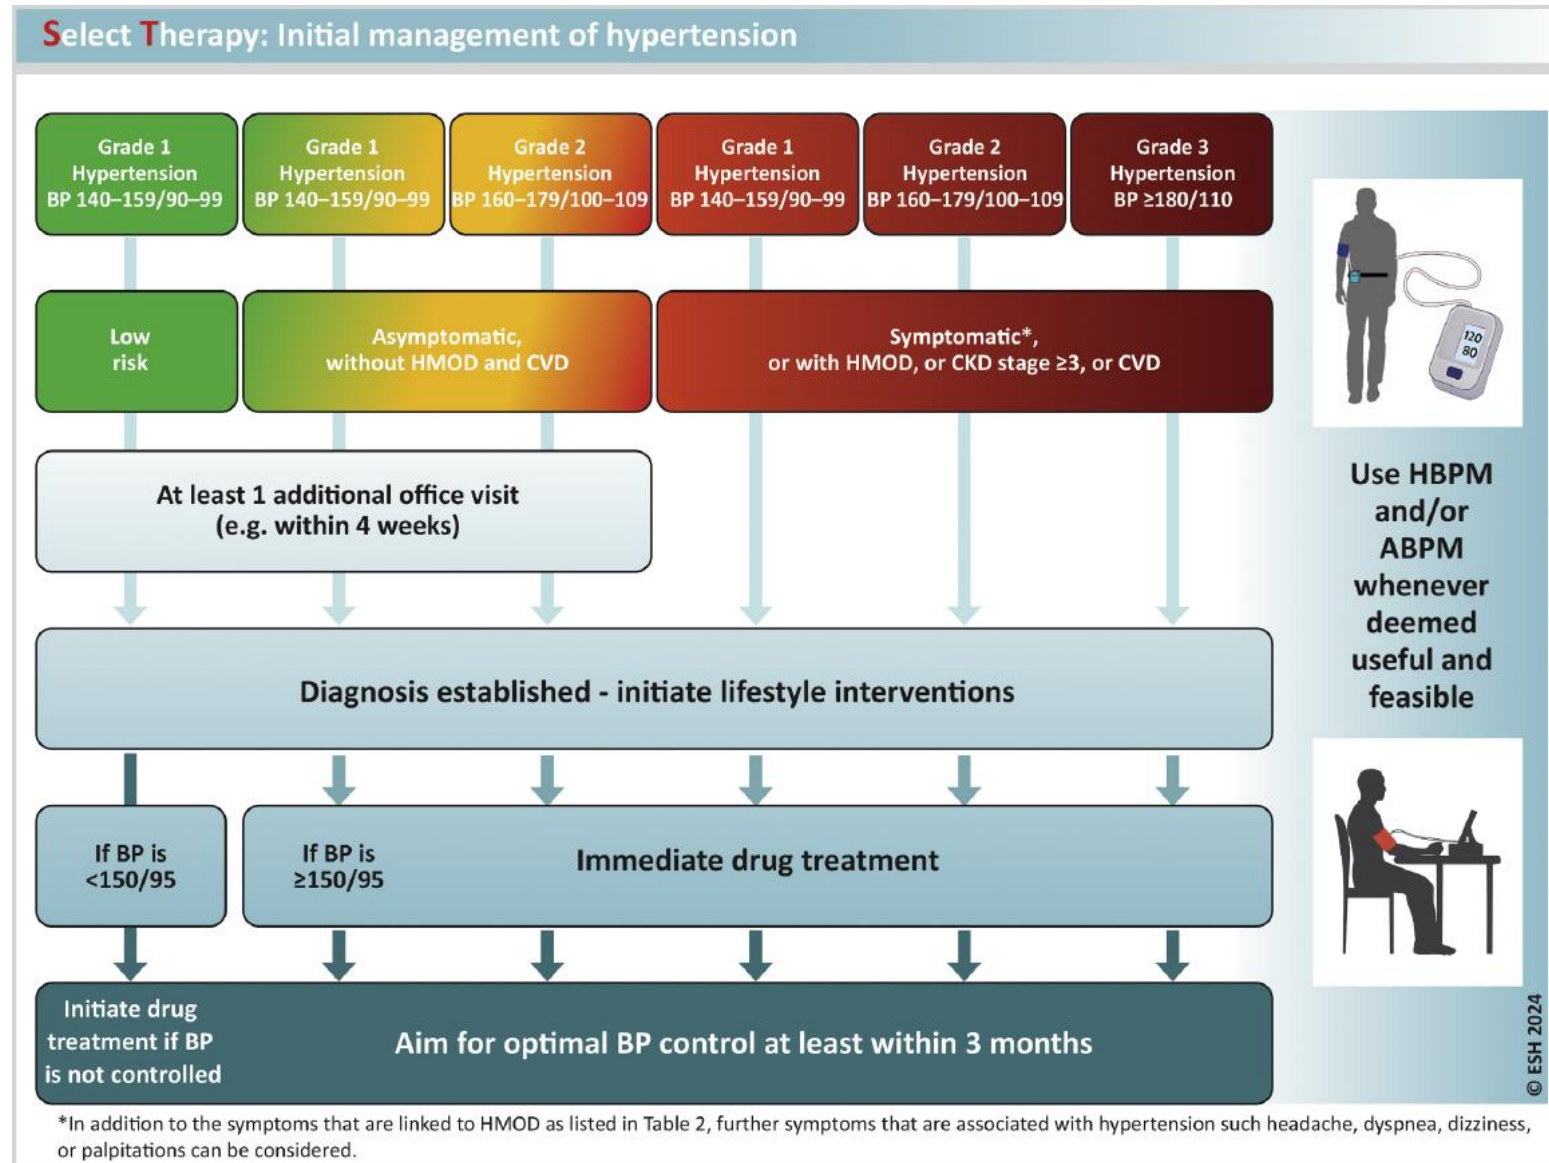 Select Therapy: Initial management of hypertension
Grade 1
Hypertension
BP 140–159/90–99
Grade 1
Hypertension
BP 140–159/90–99
Grade 2
Hypertension
BP 160–179/100–109
Grade 1
Hypertension
BP 140–159/90–99
Grade 2
Hypertension
BP 160–179/100–109
Grade 3
Hypertension
BP ≥180/110
Low
risk
Asymptomatic,
without HMOD and CVD
Symptomatic*,
or with HMOD, or CKD stage ≥3, or CVD
120
80
At least 1 additional office visit
(e.g. within 4 weeks)
Use HBPM
and/or
ABPM
whenever
deemed
useful and
feasible
Diagnosis established - initiate lifestyle interventions
If BP is
<150/95
If BP is
≥150/95
Immediate drug treatment
Initiate drug
treatment if BP
is not controlled
Aim for optimal BP control at least within 3 months
© ESH 2024
*In addition to the symptoms that are linked to HMOD as listed in Table 2, further symptoms that are associated with hypertension such headache, dyspnea, dizziness,
or palpitations can be considered.